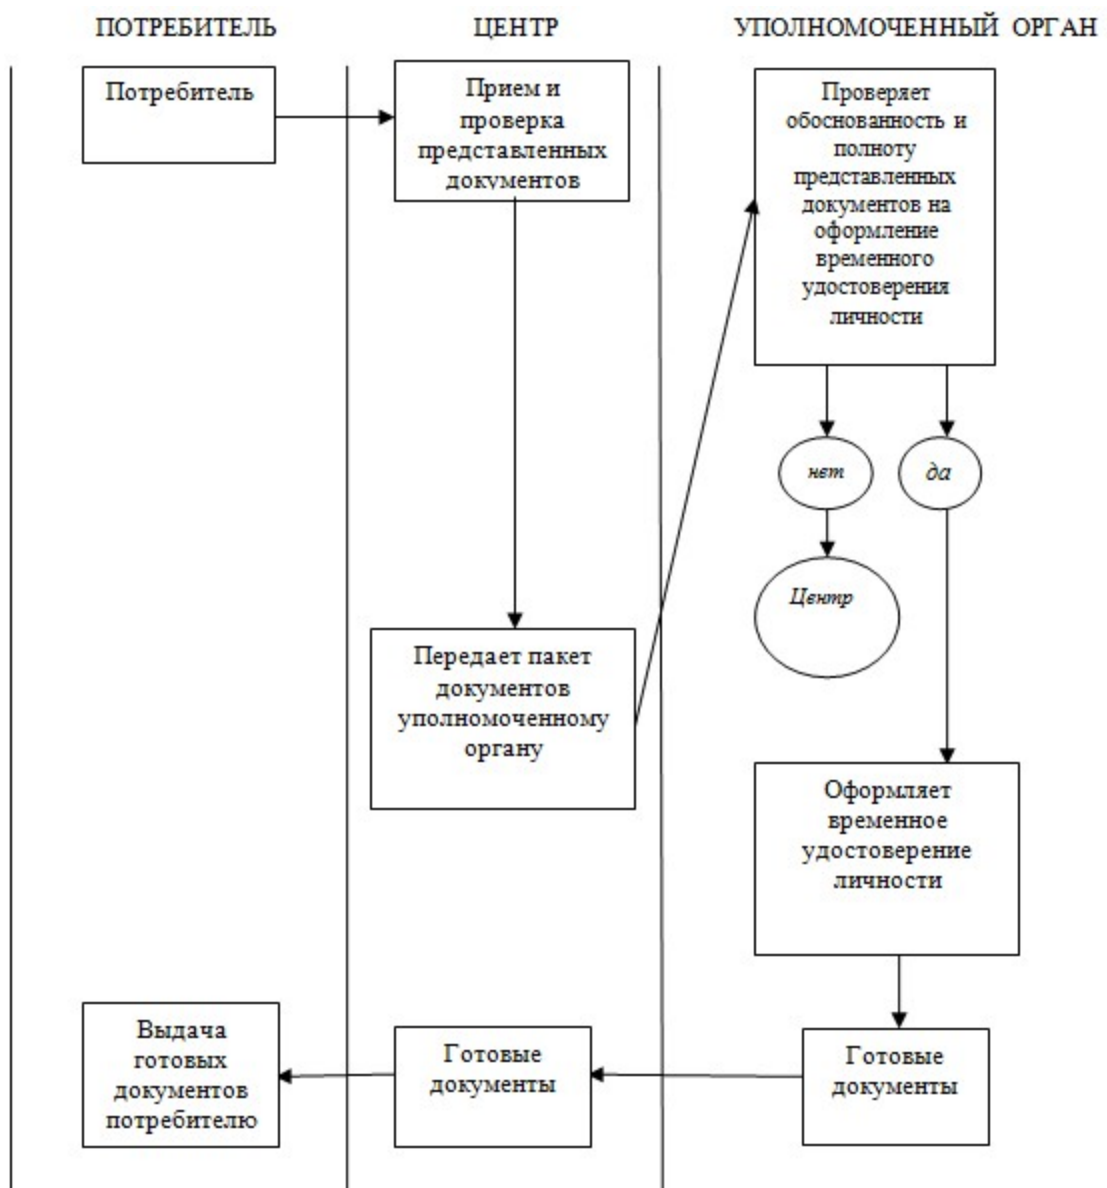 ПОТРЕБИТЕЛЬ
ЦЕНТР
УПОЛНОМОЧЕННЫЙ ОРГАН
Потребитель
Прием и
проверка
представленных
документов
Проверяет
обоснованность и
полноту
представленных
документов на
оформление
временного
удостоверения
личности
нет
да
Центр
Передает пакет
документов
уполномоченному
органу
Оформляет
временное
удостоверение
личности
Выдача
готовых
документов
потребителю
Готовые
документы
Готовые
документы